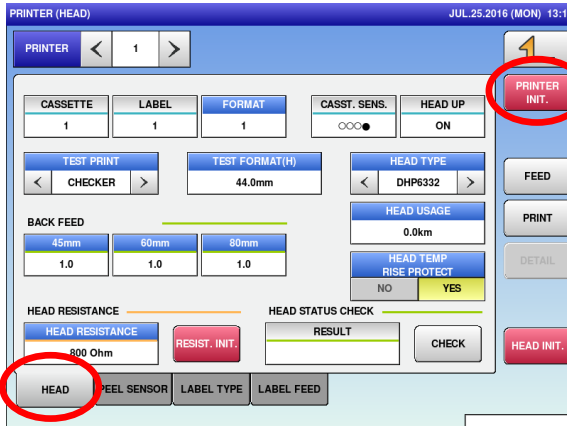 PRINTER (HEAD) JUL.25.2016 (MON) 13:1
PRINTER 1
PRINTER
INIT.
CASSETTE LABEL FORMAT CASST. SENS. HEAD UP
1 1 1 ○○○● ON
TEST PRINT TEST FORMAT(H) HEAD TYPE
CHECKER 44.0mm DHP6332
FEED
HEAD USAGE
0.0km
PRINT
BACK FEED
45mm 60mm 80mm
1.0 1.0 1.0
HEAD TEMP
RISE PROTECT
NO YES
DETAIL
HEAD RESISTANCE HEAD STATUS CHECK
HEAD RESISTANCE RESULT
800 Ohm
RESIST. INIT.
CHECK
HEAD INIT.
HEAD PEEL SENSOR LABEL TYPE LABEL FEED